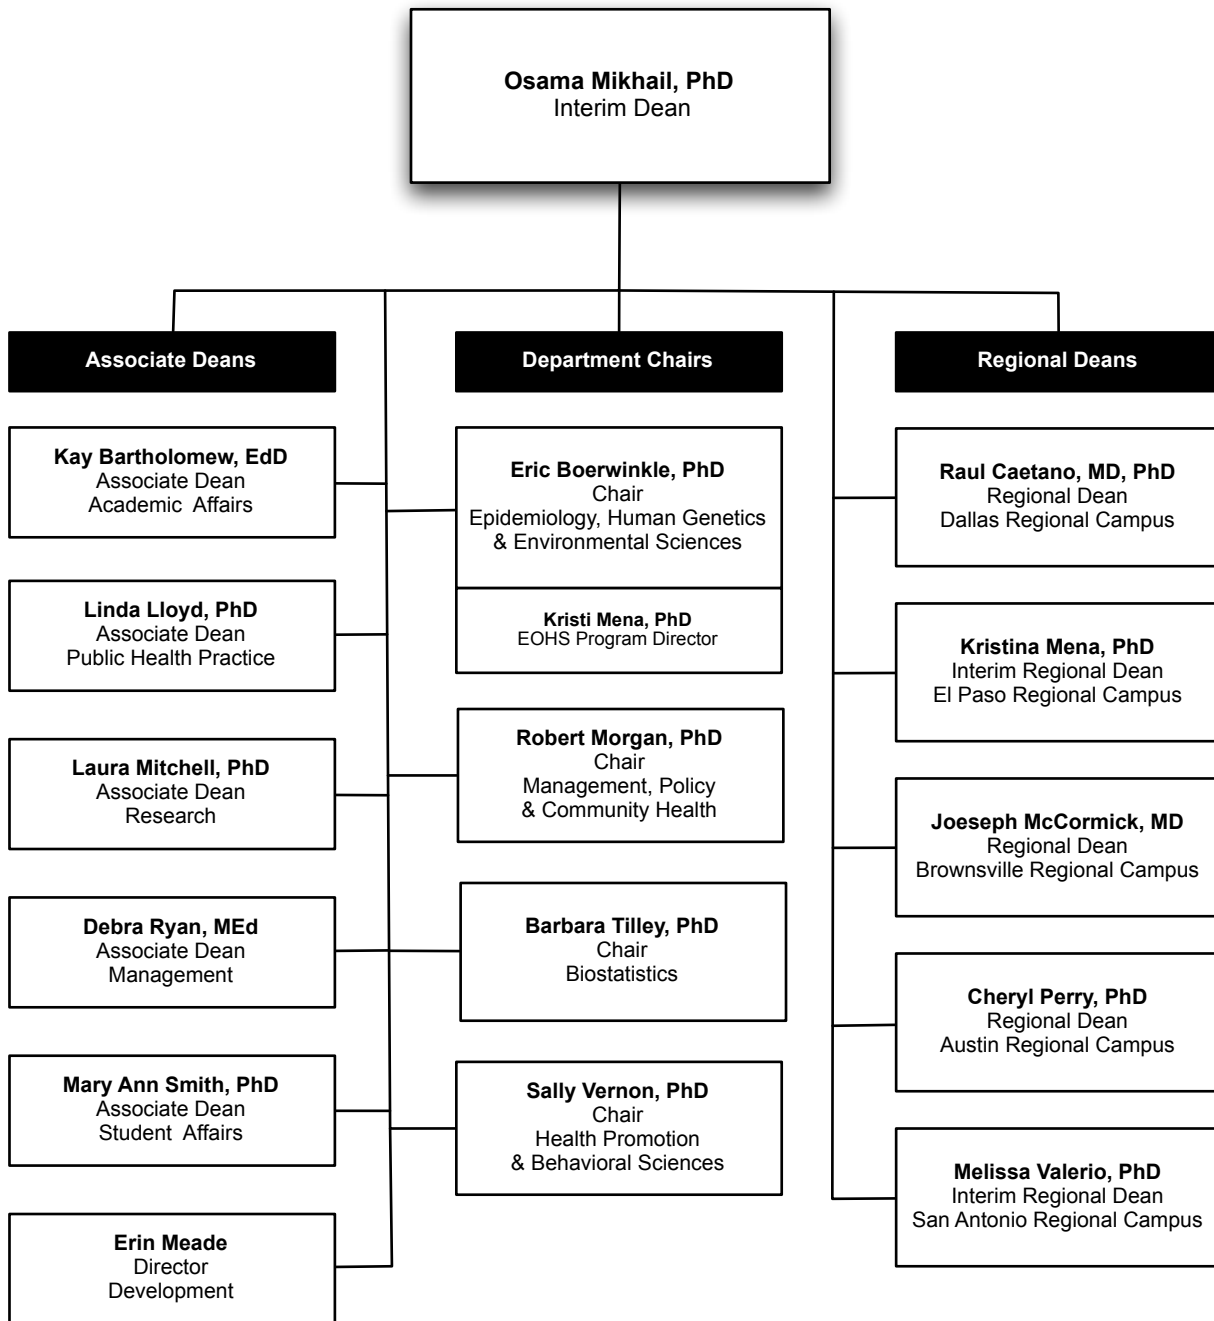 Osama Mikhail, PhD
Interim Dean
Associate Deans
Kay Bartholomew, EdD
Associate Dean
Academic Affairs
Linda Lloyd, PhD
Associate Dean
Public Health Practice
Laura Mitchell, PhD
Associate Dean
Research
Debra Ryan, MEd
Associate Dean
Management
Mary Ann Smith, PhD
Associate Dean
Student Affairs
Erin Meade
Director
Development
Department Chairs
Eric Boerwinkle, PhD
Chair
Epidemiology, Human Genetics
& Environmental Sciences
Kristi Mena, PhD
EOHS Program Director
Robert Morgan, PhD
Chair
Management, Policy
& Community Health
Barbara Tilley, PhD
Chair
Biostatistics
Sally Vernon, PhD
Chair
Health Promotion
& Behavioral Sciences
Regional Deans
Raul Caetano, MD, PhD
Regional Dean
Dallas Regional Campus
Kristina Mena, PhD
Interim Regional Dean
El Paso Regional Campus
Joeseph McCormick, MD
Regional Dean
Brownsville Regional Campus
Cheryl Perry, PhD
Regional Dean
Austin Regional Campus
Melissa Valerio, PhD
Interim Regional Dean
San Antonio Regional Campus